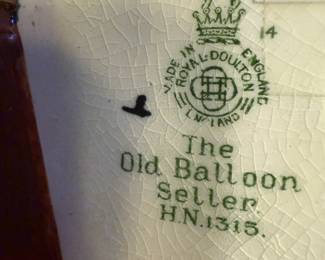 14
MADE IN ENGLAND
ROYAL·DOULTON
ENGLAND
The
Old Balloon
Seller.
H.N.1315.